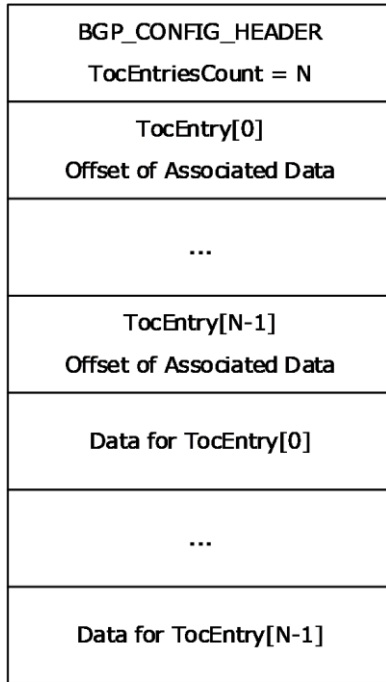 BGP_CONFIG_HEADER
TocEntriesCount = N
TocEntry[0]
Offset of Associated Data
...
TocEntry[N-1]
Offset of Associated Data
Data for TocEntry[0]
...
Data for TocEntry[N-1]